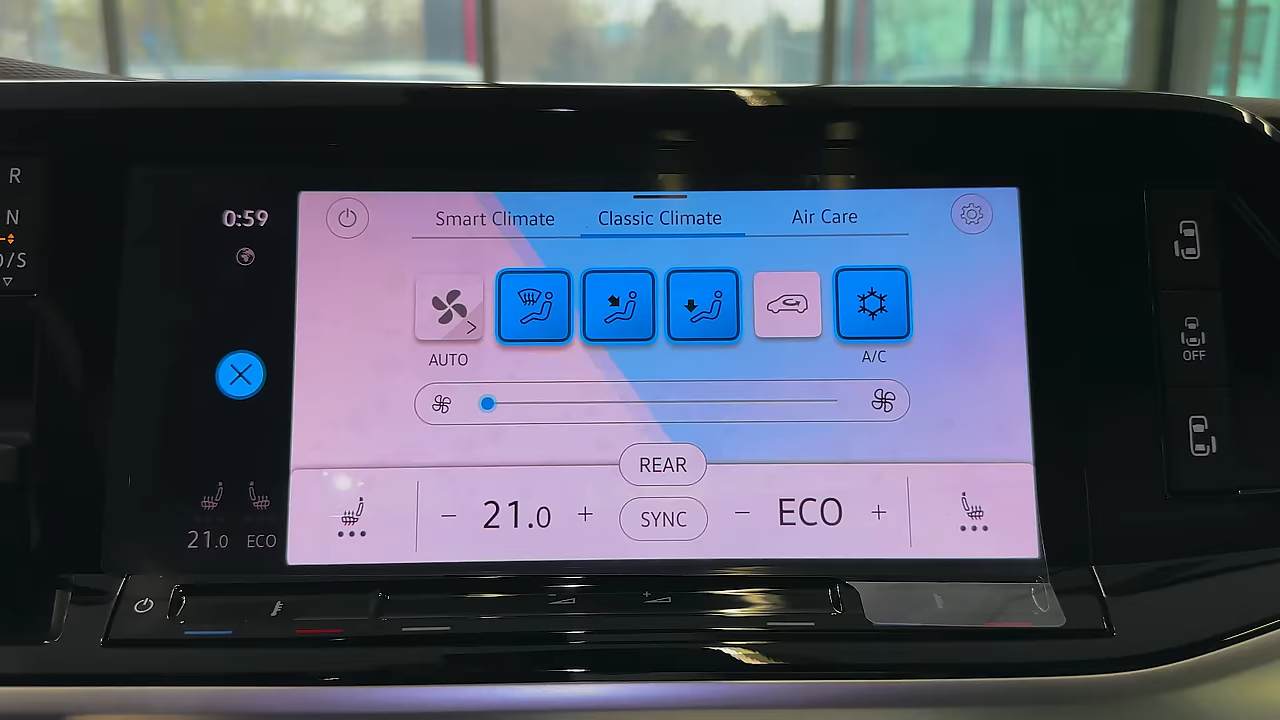 R
N
D/S
0:59
Smart Climate
Classic Climate
Air Care
AUTO
A/C
REAR
21.0
SYNC
ECO
21.0 ECO
OFF